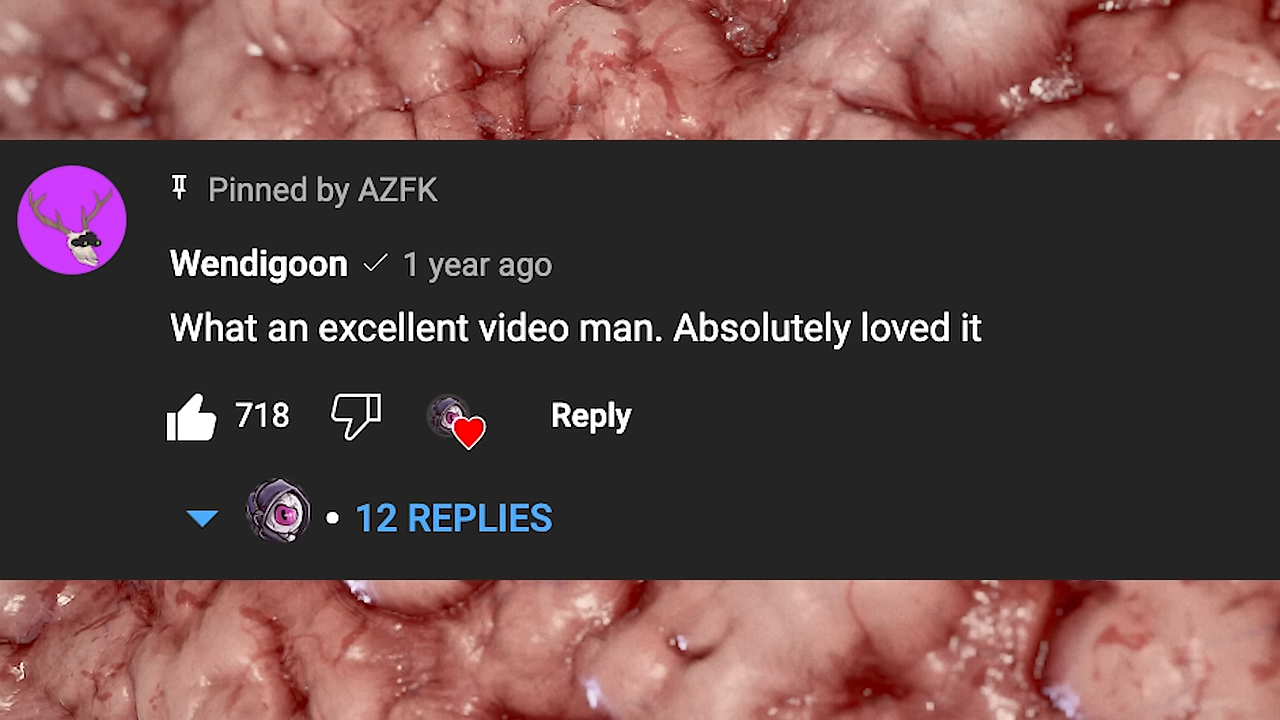 Pinned by AZFK
Wendigoon 1 year ago
What an excellent video man. Absolutely loved it
718 Reply
• 12 REPLIES